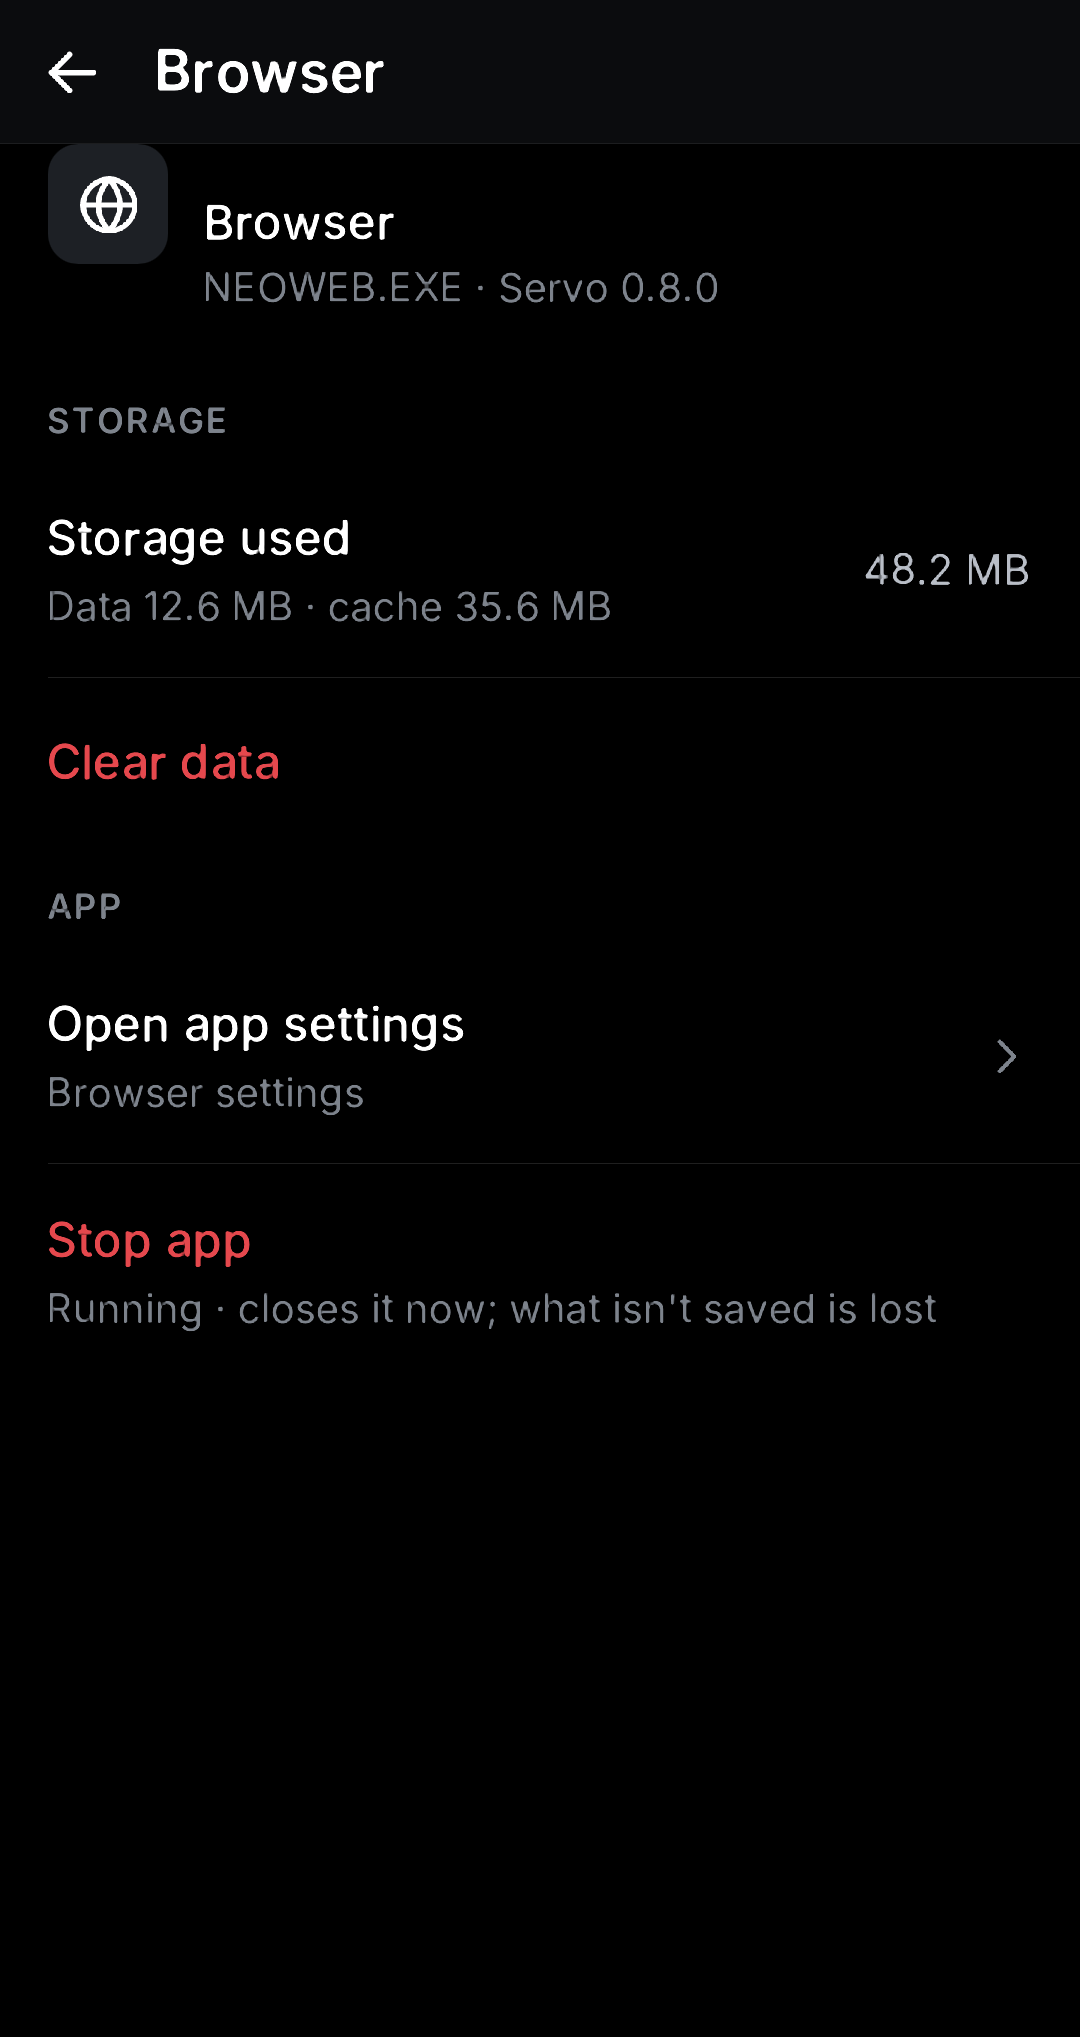 Browser
Browser
NEOWEB.EXE · Servo 0.8.0
STORAGE
Storage used
48.2 MB
Data 12.6 MB · cache 35.6 MB
Clear data
APP
Open app settings
Browser settings
Stop app
Running · closes it now; what isn't saved is lost